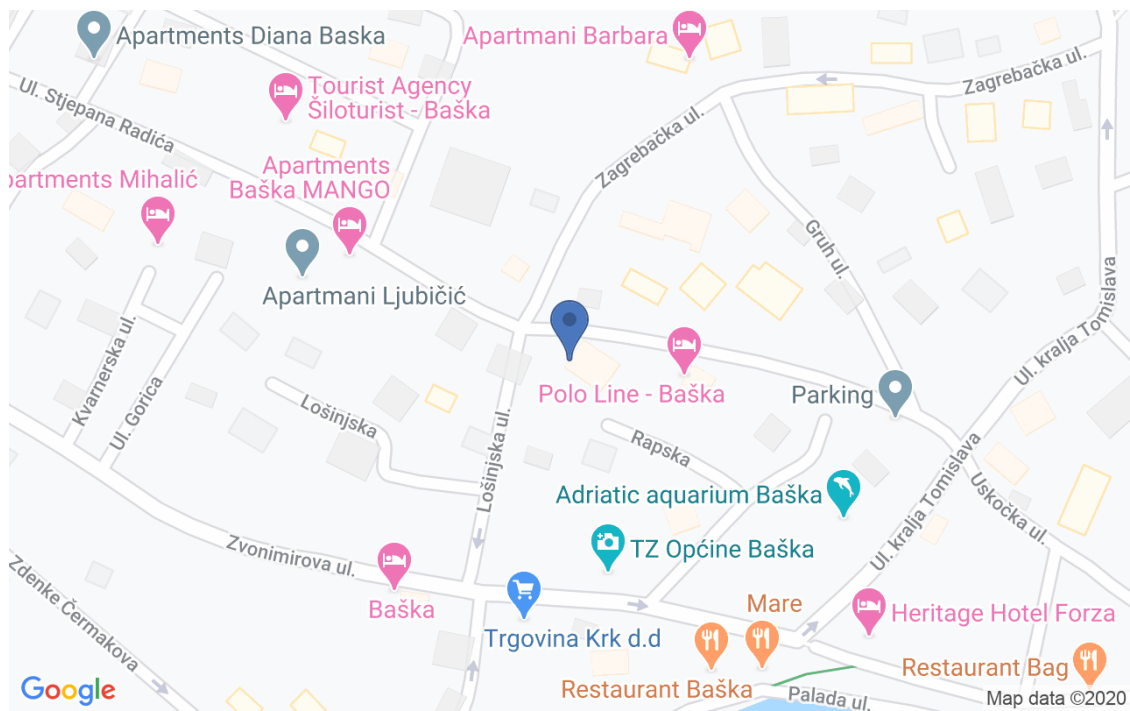 Apartments Diana Baska
Apartmani Barbara
Zagrebačka ul.
Tourist Agency
Šiloturist - Baška
Ul. Stjepana Radića
Zagrebačka ul.
Apartments
Baška MANGO
partments Mihalić
Gruh ul.
Apartmani Ljubičić
Ul. kralja Tomislava
Kvarnerska ul.
Ul. Gorica
Lošinjska
Lošinjska ul.
Polo Line - Baška
Parking
Rapska
Ul. kralja Tomislava
Adriatic aquarium Baška
Uskočka ul.
Zvonimirova ul.
TZ Općine Baška
Zdenke Čermakova
Baška
Trgovina Krk d.d
Mare
Heritage Hotel Forza
Restaurant Baška
Restaurant Bag
Palada ul.
Google
Map data ©2020